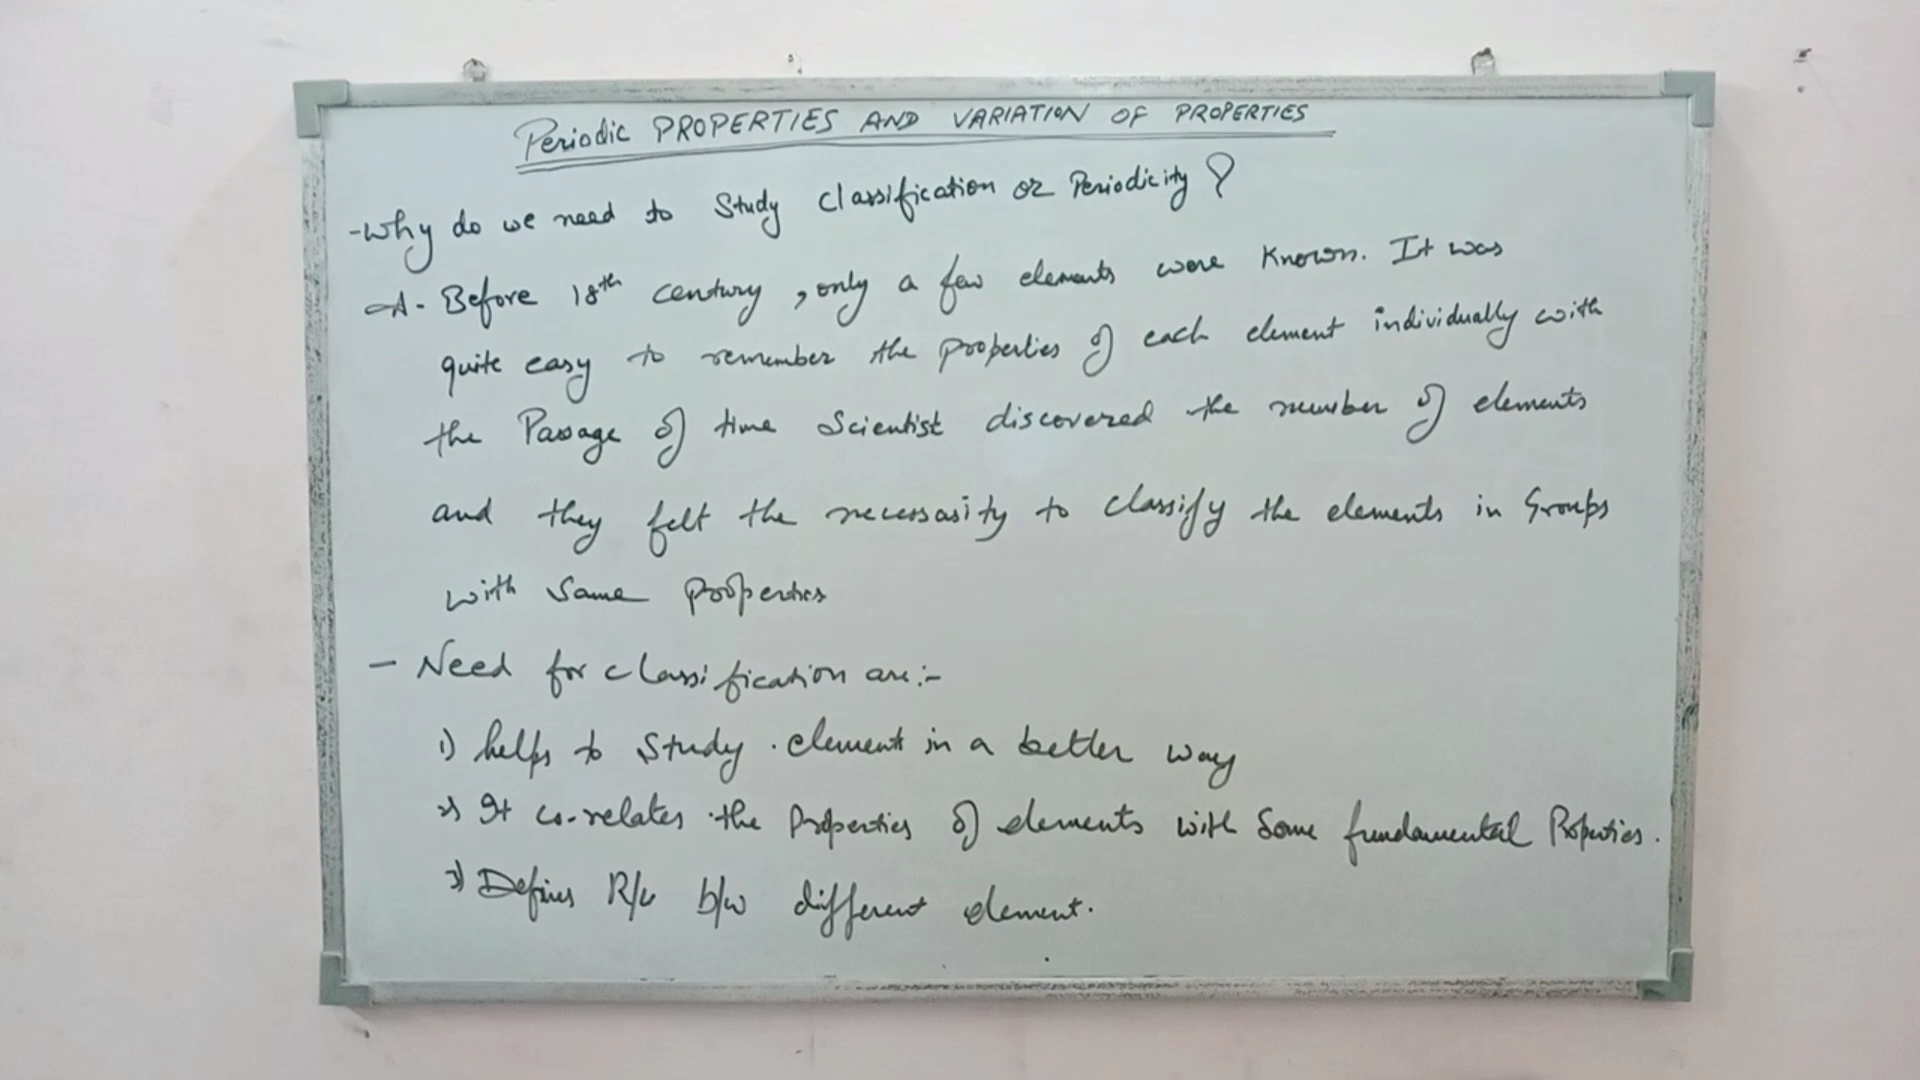 Periodic PROPERTIES AND VARIATION OF PROPERTIES
- Why do we need to Study Classification or Periodicity ?
A- Before 18th century, only a few elements were known. It was
quite easy to remember the properties of each element individually with
the Passage of time Scientist discovered the number of elements
and they felt the necessasity to classify the elements in Groups
with same properties
- Need for classification are:-
1) helps to Study element in a better way
2) It co-relates the Properties of elements with Some fundamental Properties.
3) Defines R/w b/w different element.